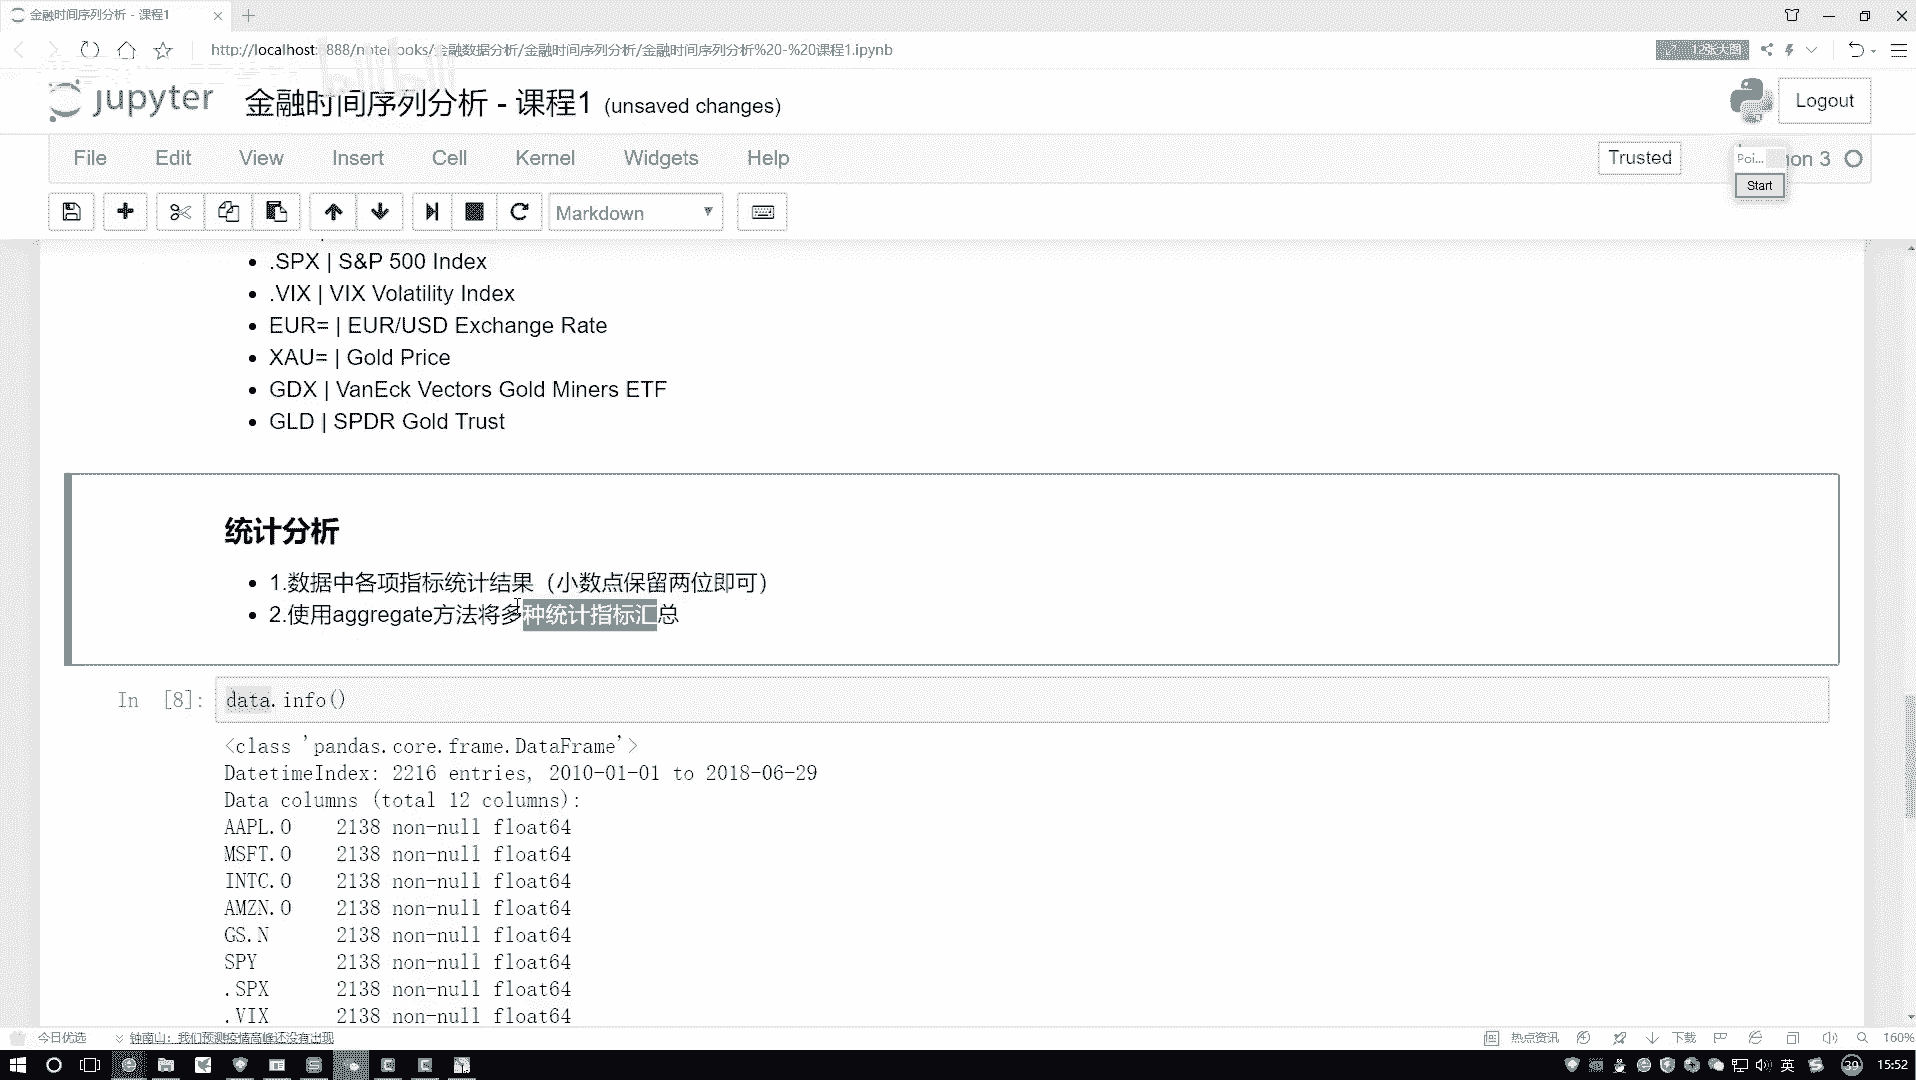 金融时间序列分析 - 课程1
http://localhost:8888/notebooks/金融数据分析/金融时间序列分析/金融时间序列分析%20-%20课程1.ipynb
12张大图
jupyter
金融时间序列分析 - 课程1 (unsaved changes)
Logout
File Edit View Insert Cell Kernel Widgets Help
Trusted
Poi...
hon 3
Start
Markdown
.SPX | S&P 500 Index
.VIX | VIX Volatility Index
EUR= | EUR/USD Exchange Rate
XAU= | Gold Price
GDX | VanEck Vectors Gold Miners ETF
GLD | SPDR Gold Trust
统计分析
1.数据中各项指标统计结果（小数点保留两位即可）
2.使用aggregate方法将多种统计指标汇总
In [8]: data.info()
<class 'pandas.core.frame.DataFrame'>
DatetimeIndex: 2216 entries, 2010-01-01 to 2018-06-29
Data columns (total 12 columns):
AAPL.O 2138 non-null float64
MSFT.O 2138 non-null float64
INTC.O 2138 non-null float64
AMZN.O 2138 non-null float64
GS.N 2138 non-null float64
SPY 2138 non-null float64
.SPX 2138 non-null float64
.VIX 2138 non-null float64
今日优选
钟南山：我们预测疫情高峰还没有出现
热点资讯
下载
160%
英
39
15:52